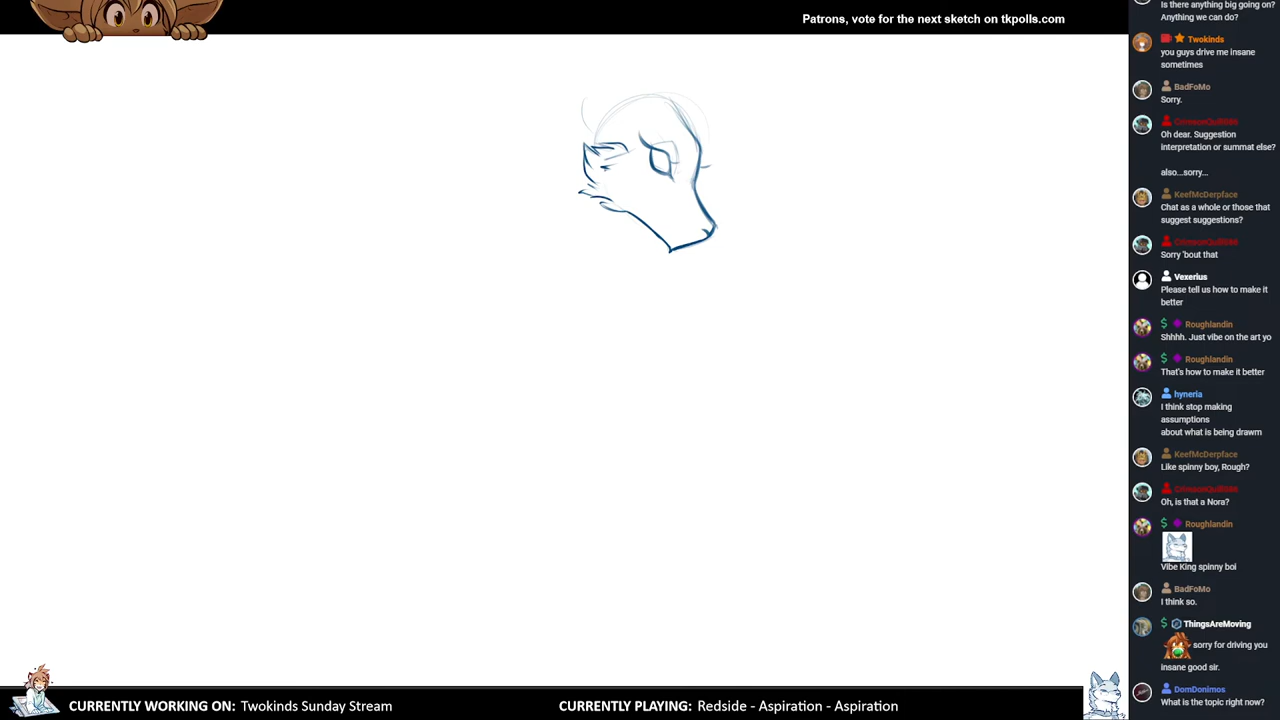 Patrons, vote for the next sketch on tkpolls.com
Is there anything big going on?
Anything we can do?
Twokinds
you guys drive me insane
sometimes
BadFoMo
Sorry.
Oh dear. Suggestion
interpretation or summat else?
also...sorry...
KeefMcDerpface
Chat as a whole or those that
suggest suggestions?
Sorry 'bout that
Vexerius
Please tell us how to make it
better
Roughlandin
Shhhh. Just vibe on the art yo
Roughlandin
That's how to make it better
hyneria
I think stop making
assumptions
about what is being drawm
KeefMcDerpface
Like spinny boy, Rough?
Oh, is that a Nora?
Roughlandin
Vibe King spinny boi
BadFoMo
I think so.
ThingsAreMoving
sorry for driving you
insane good sir.
DomDonimos
What is the topic right now?
CURRENTLY WORKING ON: Twokinds Sunday Stream
CURRENTLY PLAYING: Redside - Aspiration - Aspiration